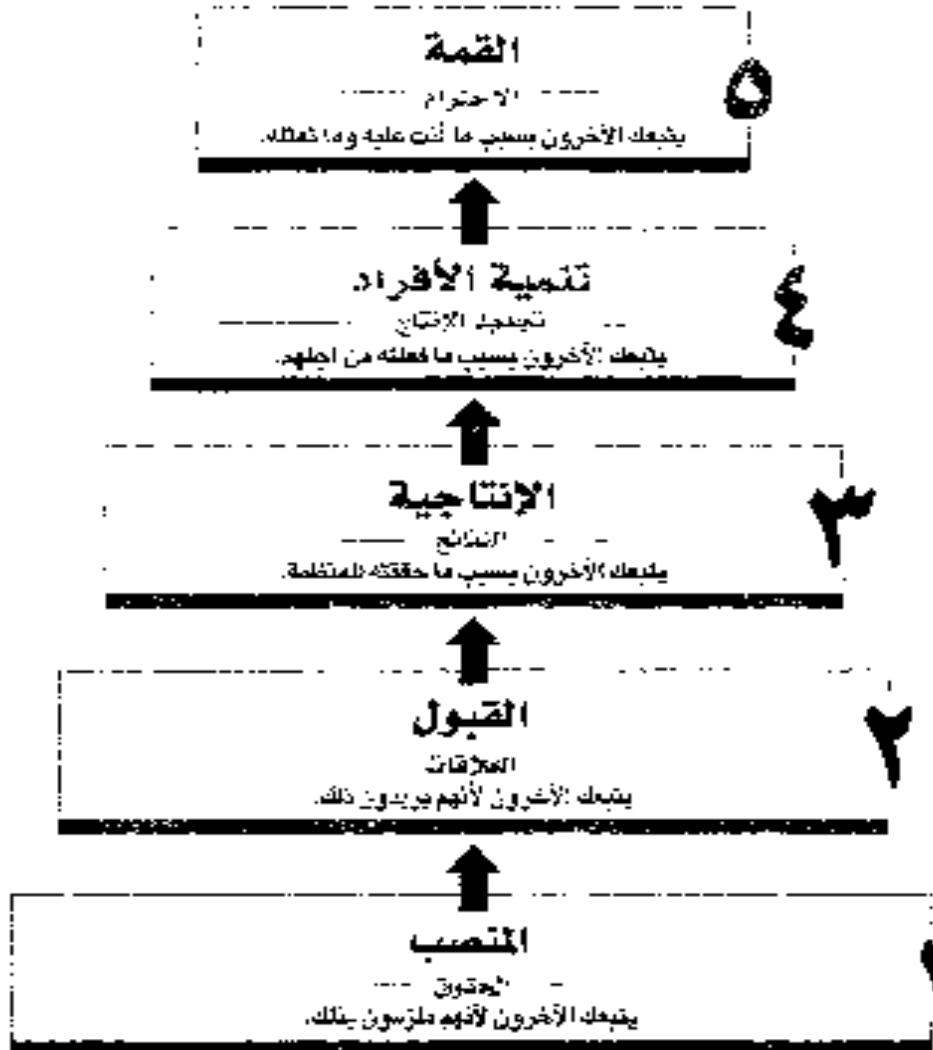 ٥
القمة
الاحترام
يتبعك الآخرون بسبب ما أنت عليه وما تمثله.
٤
تنمية الأفراد
الإنتاج
يتبعك الآخرون بسبب ما فعلته من أجلهم.
٣
الإنتاجية
النتائج
يتبعك الآخرون بسبب ما حققته للمنظمة.
٢
القبول
العلاقات
يتبعك الآخرون لأنهم يريدون ذلك.
المنصب
الحقوق
يتبعك الآخرون لأنهم ملزمون بذلك.